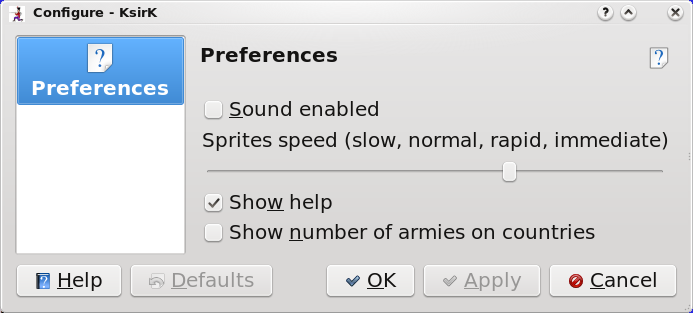 Configure - KsirK
Preferences
Preferences
Sound enabled
Sprites speed (slow, normal, rapid, immediate)
Show help
Show number of armies on countries
Help Defaults OK Apply Cancel